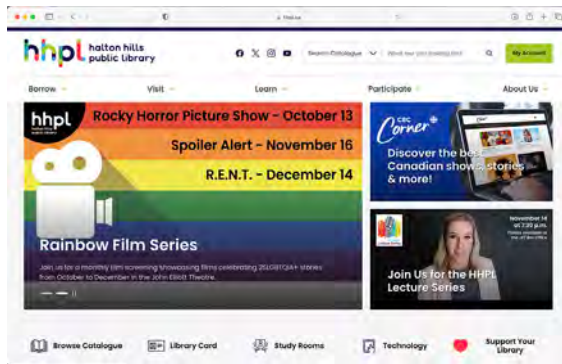 hhpl.ca
hhpl halton hills
public library
Search Catalogue
My Account
Borrow
Visit
Learn
Participate
About Us
hhpl
Rocky Horror Picture Show - October 13
Spoiler Alert - November 16
R.E.N.T. - December 14
Rainbow Film Series
Join us for a monthly film screening showcasing films celebrating 2SLGBTQIA+ stories
from October to December in the John Elliott Theatre.
CBC
Corner
Discover the best
Canadian shows, stories
& more!
November 14
at 7:30 p.m.
Join Us for the HHPL
Lecture Series
Browse Catalogue
Library Card
Study Rooms
Technology
Support Your
Library